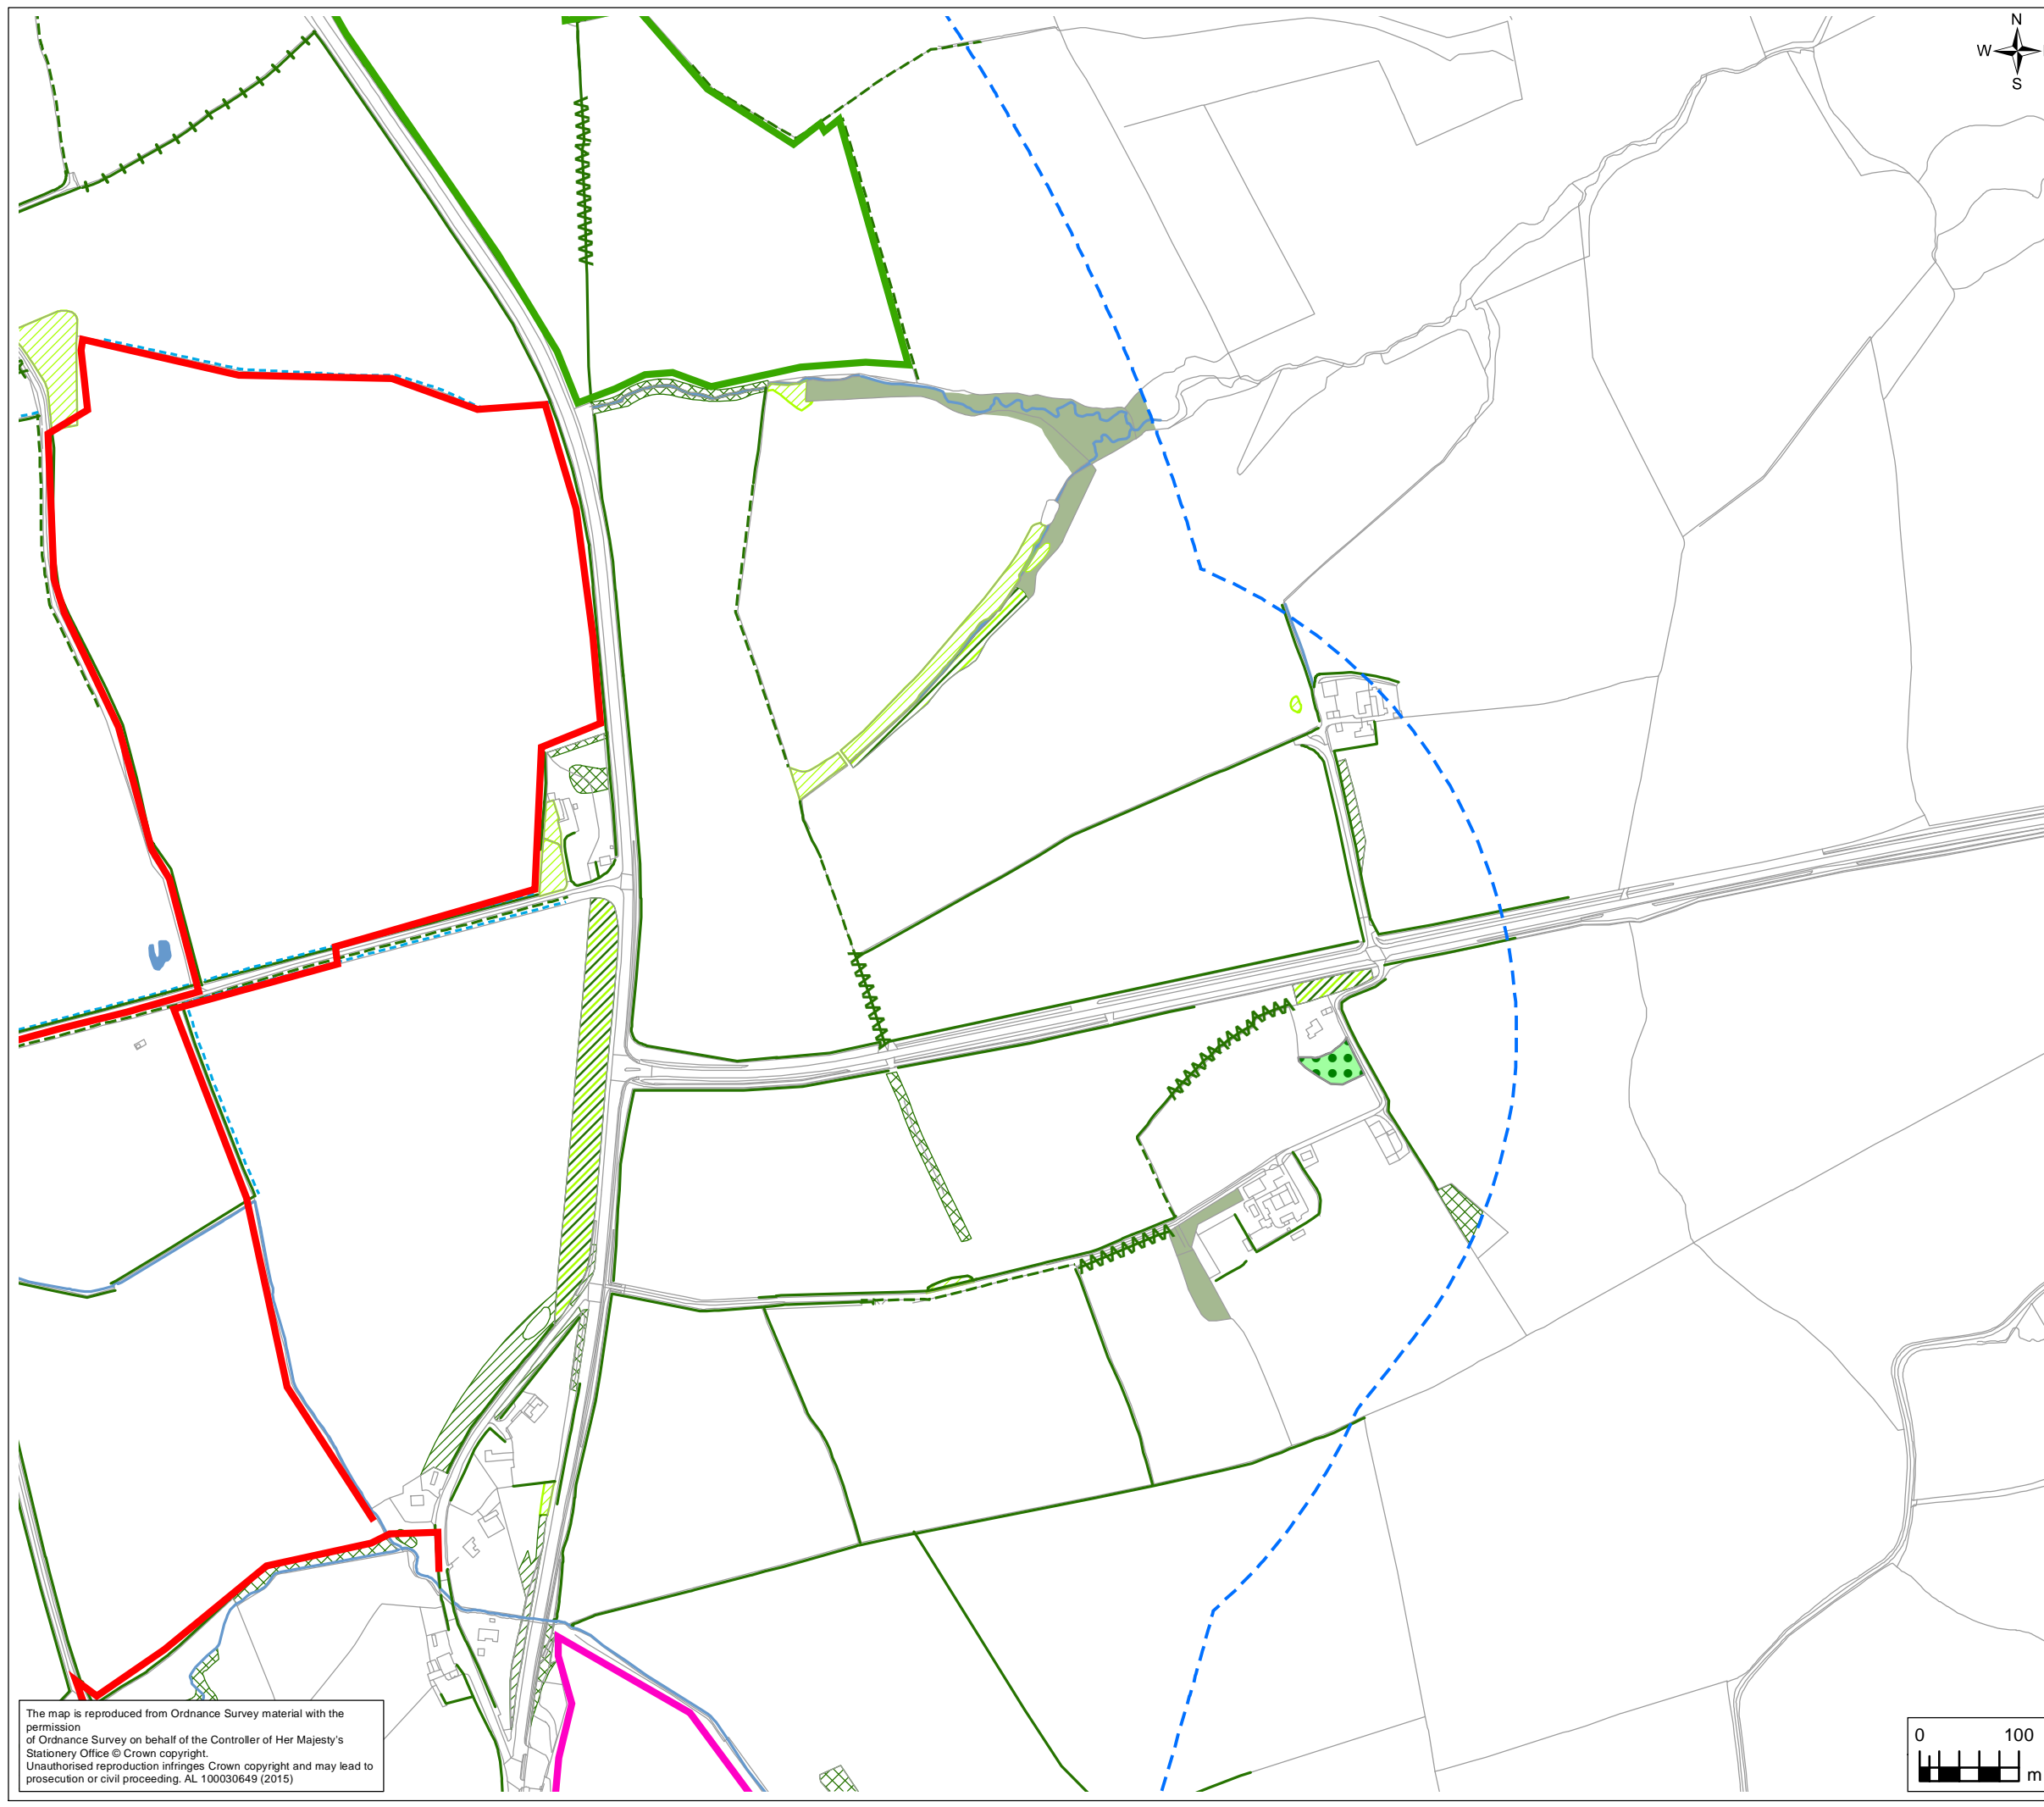 N
W
S
The map is reproduced from Ordnance Survey material with the
permission
of Ordnance Survey on behalf of the Controller of Her Majesty's
Stationery Office © Crown copyright.
Unauthorised reproduction infringes Crown copyright and may lead to
prosecution or civil proceeding. AL 100030649 (2015)
0 100
m